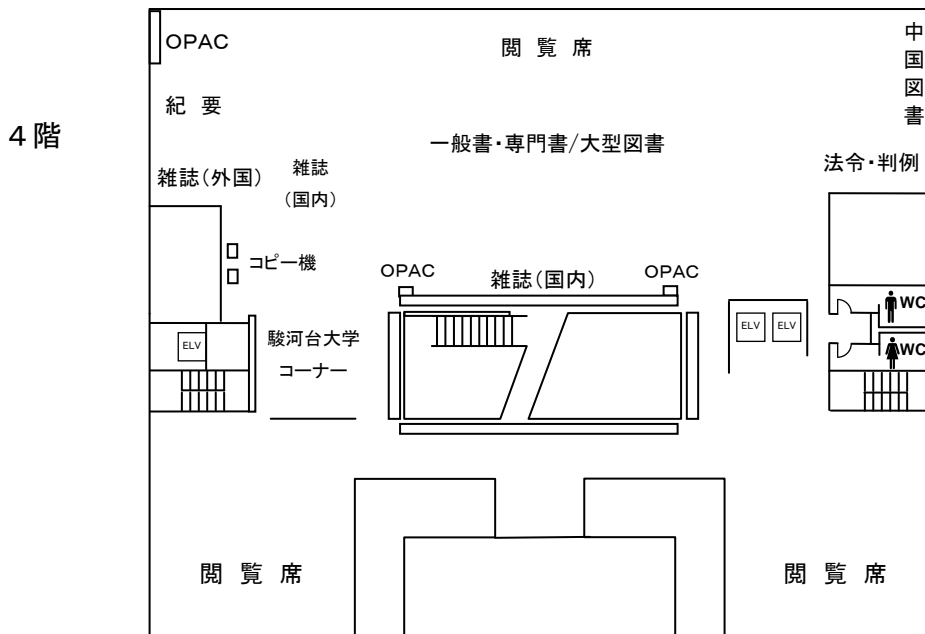 OPAC
閲 覧 席
中国図書
紀 要
4階
一般書・専門書/大型図書
法令・判例
雑誌(外国)
雑誌
(国内)
コピー機
OPAC
雑誌(国内)
OPAC
WC
ELV
ELV
ELV
駿河台大学
コーナー
WC
閲 覧 席
閲 覧 席